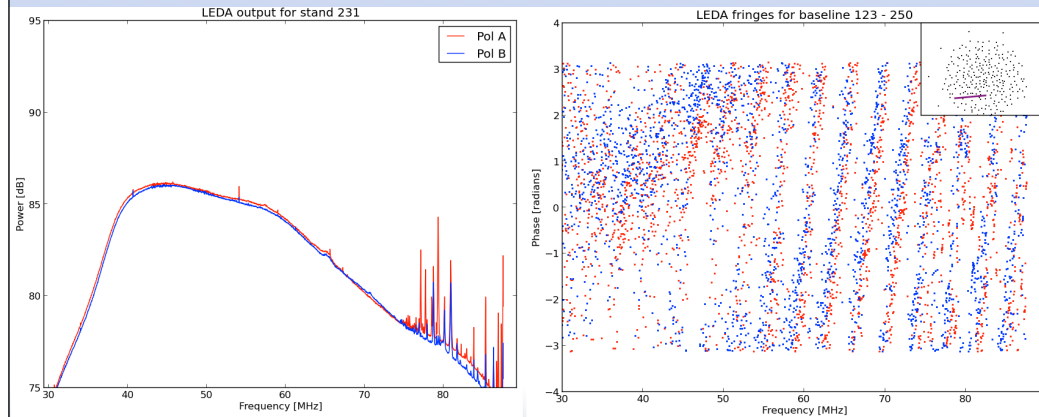 LEDA output for stand 231
95
90
85
80
75
Power [dB]
30 40 50 60 70 80
Frequency [MHz]
Pol A
Pol B
LEDA fringes for baseline 123 - 250
4
3
2
1
0
−1
−2
−3
−4
Phase [radians]
30 40 50 60 70 80
Frequency [MHz]